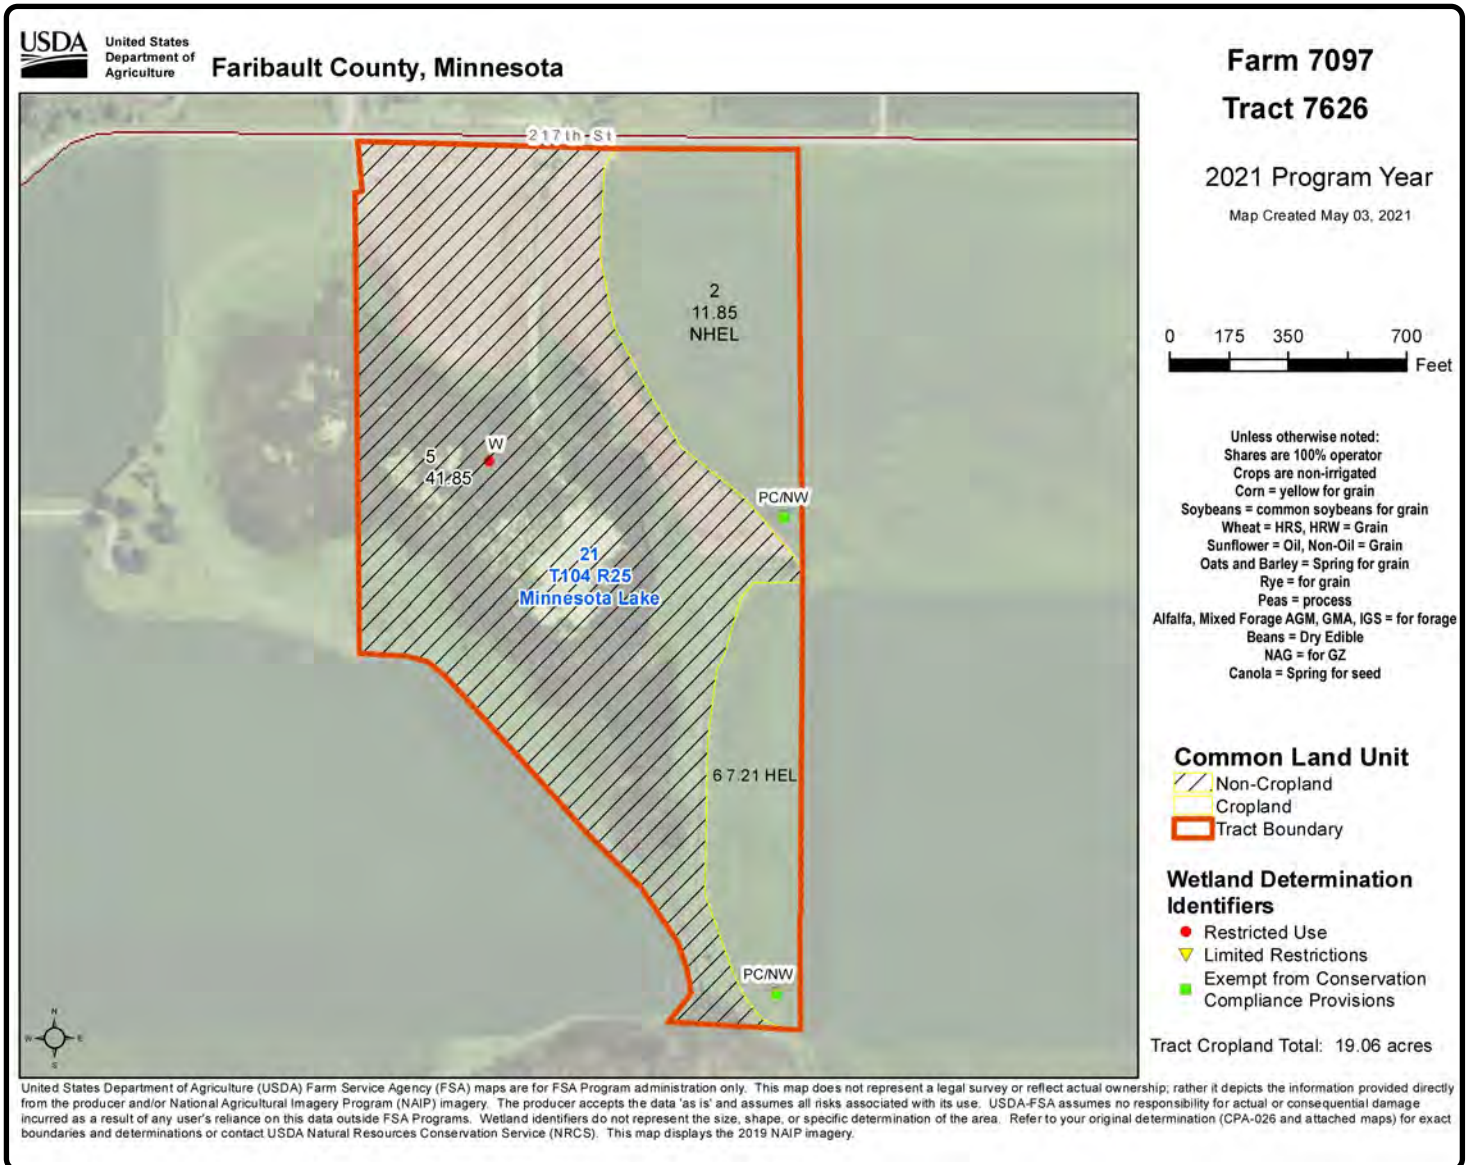 USDA
United States
Department of
Agriculture
Faribault County, Minnesota
Farm 7097
Tract 7626
2021 Program Year
Map Created May 03, 2021
217th St
2
11.85
NHEL
W
5
41.85
PC/NW
21
T104 R25
Minnesota Lake
6 7.21 HEL
PC/NW
N
W E
S
0 175 350 700
Feet
Unless otherwise noted:
Shares are 100% operator
Crops are non-irrigated
Corn = yellow for grain
Soybeans = common soybeans for grain
Wheat = HRS, HRW = Grain
Sunflower = Oil, Non-Oil = Grain
Oats and Barley = Spring for grain
Rye = for grain
Peas = process
Alfalfa, Mixed Forage AGM, GMA, IGS = for forage
Beans = Dry Edible
NAG = for GZ
Canola = Spring for seed
Common Land Unit
Non-Cropland
Cropland
Tract Boundary
Wetland Determination
Identifiers
Restricted Use
Limited Restrictions
Exempt from Conservation
Compliance Provisions
Tract Cropland Total: 19.06 acres
United States Department of Agriculture (USDA) Farm Service Agency (FSA) maps are for FSA Program administration only. This map does not represent a legal survey or reflect actual ownership; rather it depicts the information provided directly
from the producer and/or National Agricultural Imagery Program (NAIP) imagery. The producer accepts the data 'as is' and assumes all risks associated with its use. USDA-FSA assumes no responsibility for actual or consequential damage
incurred as a result of any user's reliance on this data outside FSA Programs. Wetland identifiers do not represent the size, shape, or specific determination of the area. Refer to your original determination (CPA-026 and attached maps) for exact
boundaries and determinations or contact USDA Natural Resources Conservation Service (NRCS). This map displays the 2019 NAIP imagery.